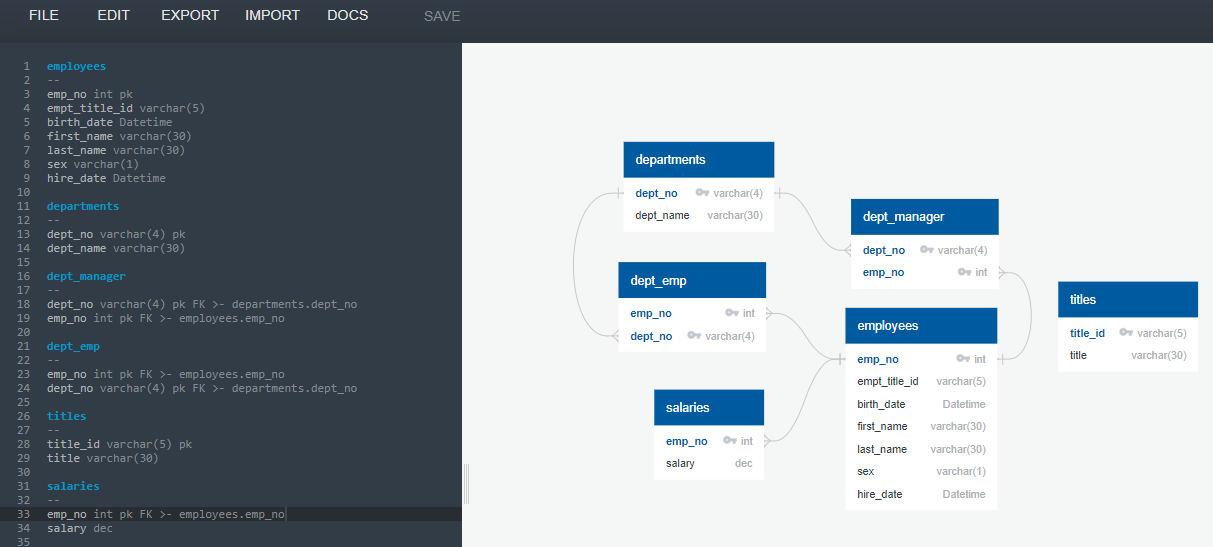 FILE EDIT EXPORT IMPORT DOCS SAVE
1 employees
2 --
3 emp_no int pk
4 empt_title_id varchar(5)
5 birth_date Datetime
6 first_name varchar(30)
7 last_name varchar(30)
8 sex varchar(1)
9 hire_date Datetime
10
11 departments
12 --
13 dept_no varchar(4) pk
14 dept_name varchar(30)
15
16 dept_manager
17 --
18 dept_no varchar(4) pk FK >- departments.dept_no
19 emp_no int pk FK >- employees.emp_no
20
21 dept_emp
22 --
23 emp_no int pk FK >- employees.emp_no
24 dept_no varchar(4) pk FK >- departments.dept_no
25
26 titles
27 --
28 title_id varchar(5) pk
29 title varchar(30)
30
31 salaries
32 --
33 emp_no int pk FK >- employees.emp_no
34 salary dec
35
departments
dept_no varchar(4)
dept_name varchar(30)
dept_manager
dept_no varchar(4)
emp_no int
dept_emp
emp_no int
dept_no varchar(4)
titles
title_id varchar(5)
title varchar(30)
employees
emp_no int
empt_title_id varchar(5)
birth_date Datetime
first_name varchar(30)
last_name varchar(30)
sex varchar(1)
hire_date Datetime
salaries
emp_no int
salary dec